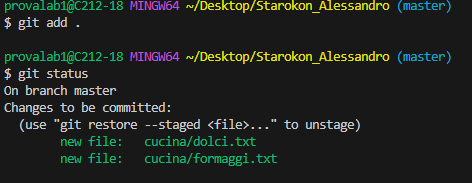 provalab1@C212-18 MINGW64 ~/Desktop/Starokon_Alessandro (master)
$ git add .

provalab1@C212-18 MINGW64 ~/Desktop/Starokon_Alessandro (master)
$ git status
On branch master
Changes to be committed:
  (use "git restore --staged <file>..." to unstage)
        new file:   cucina/dolci.txt
        new file:   cucina/formaggi.txt